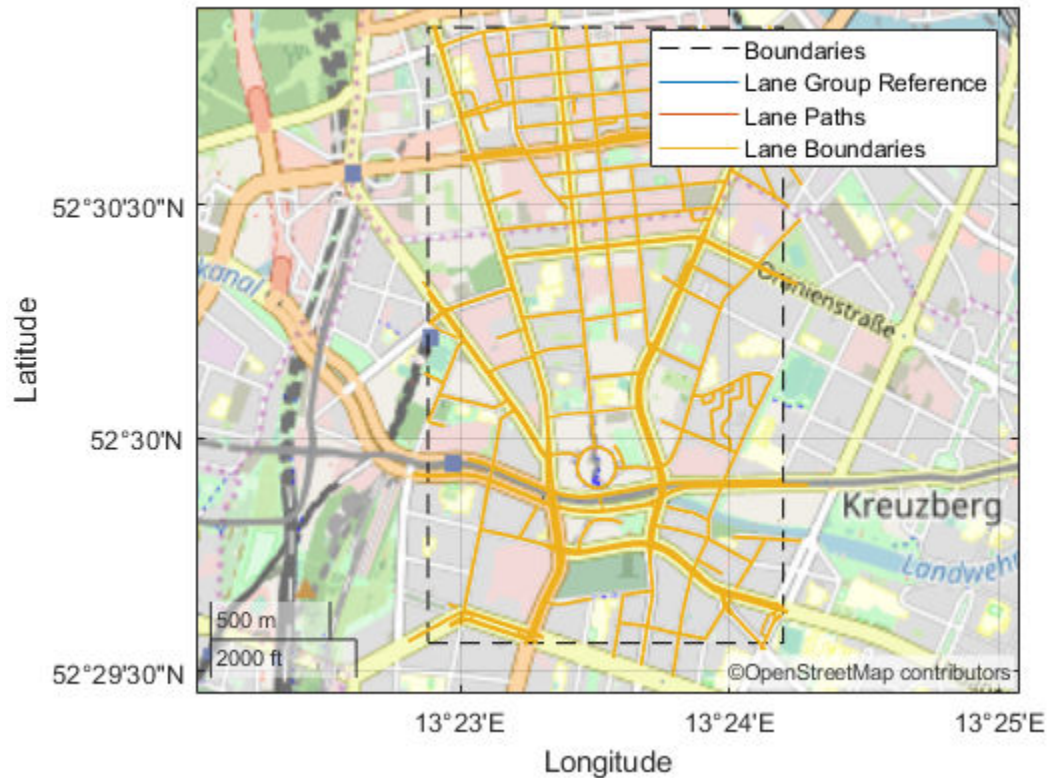 Boundaries
Lane Group Reference
Lane Paths
Lane Boundaries
52°30'30"N
kanal
Oranienstraße
Latitude
52°30'N
Kreuzberg
Landwehr
500 m
2000 ft
52°29'30"N
©OpenStreetMap contributors
13°23'E
13°24'E
13°25'E
Longitude